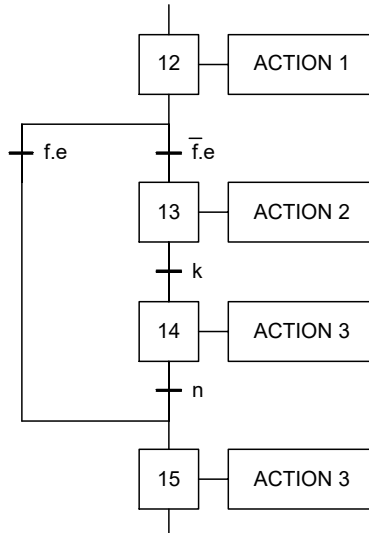 12 ACTION 1
f.e f̅.e
13 ACTION 2
k
14 ACTION 3
n
15 ACTION 3